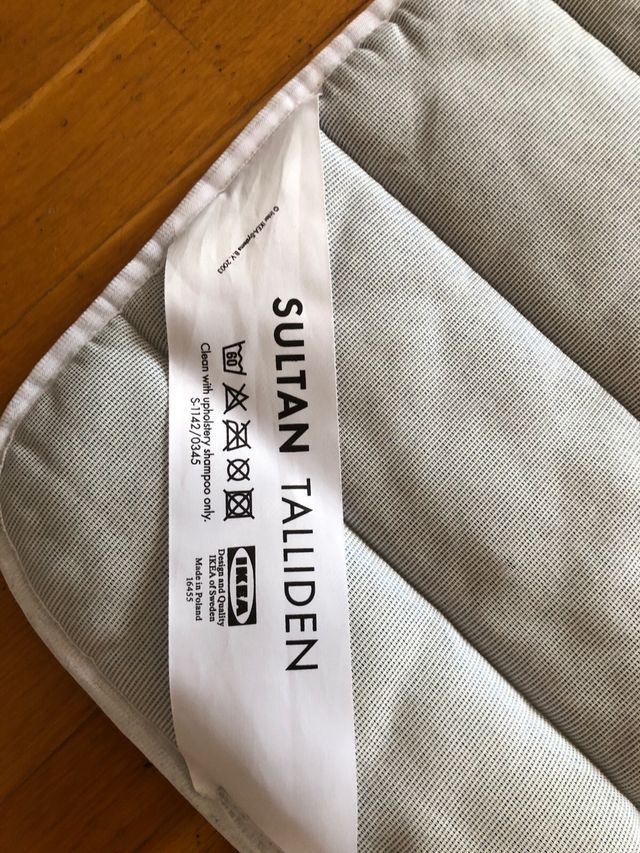 © Inter IKEA Systems B.V. 2003
SULTAN TALLIDEN
60
Clean with upholstery shampoo only.
S-1142/0345
IKEA
Design and Quality
IKEA of Sweden
Made in Poland
16455